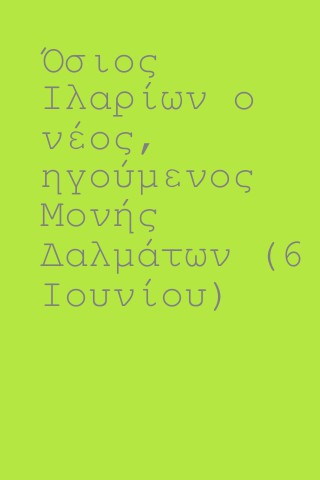 Όσιος
Ιλαρίων ο
νέος,
ηγούμενος
Μονής
Δαλμάτων (6
Ιουνίου)